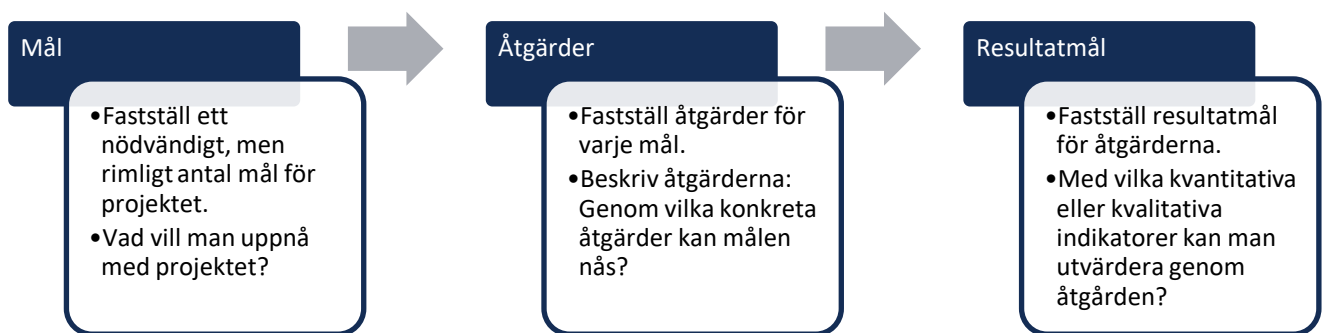 Mål
•Fastställ ett
nödvändigt, men
rimligt antal mål för
projektet.
•Vad vill man uppnå
med projektet?
Åtgärder
•Fastställ åtgärder för
varje mål.
•Beskriv åtgärderna:
Genom vilka konkreta
åtgärder kan målen
nås?
Resultatmål
•Fastställ resultatmål
för åtgärderna.
•Med vilka kvantitativa
eller kvalitativa
indikatorer kan man
utvärdera genom
åtgården?